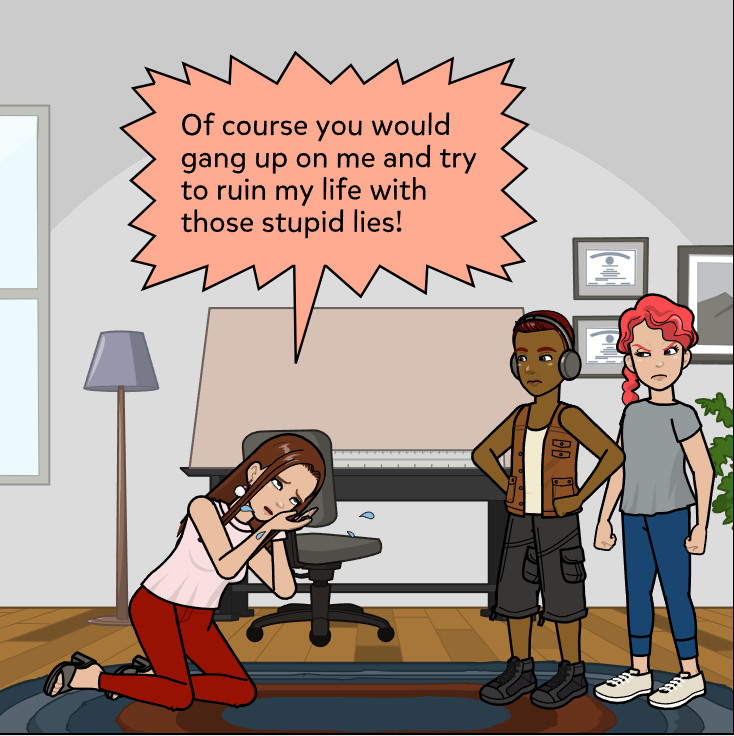 Of course you would
gang up on me and try
to ruin my life with
those stupid lies!